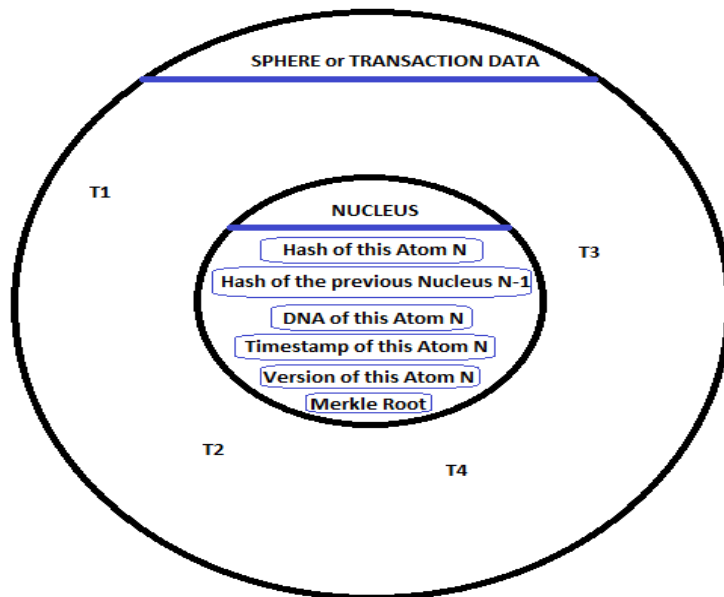 SPHERE or TRANSACTION DATA
T1
NUCLEUS
Hash of this Atom N
T3
Hash of the previous Nucleus N-1
DNA of this Atom N
Timestamp of this Atom N
Version of this Atom N
Merkle Root
T2
T4